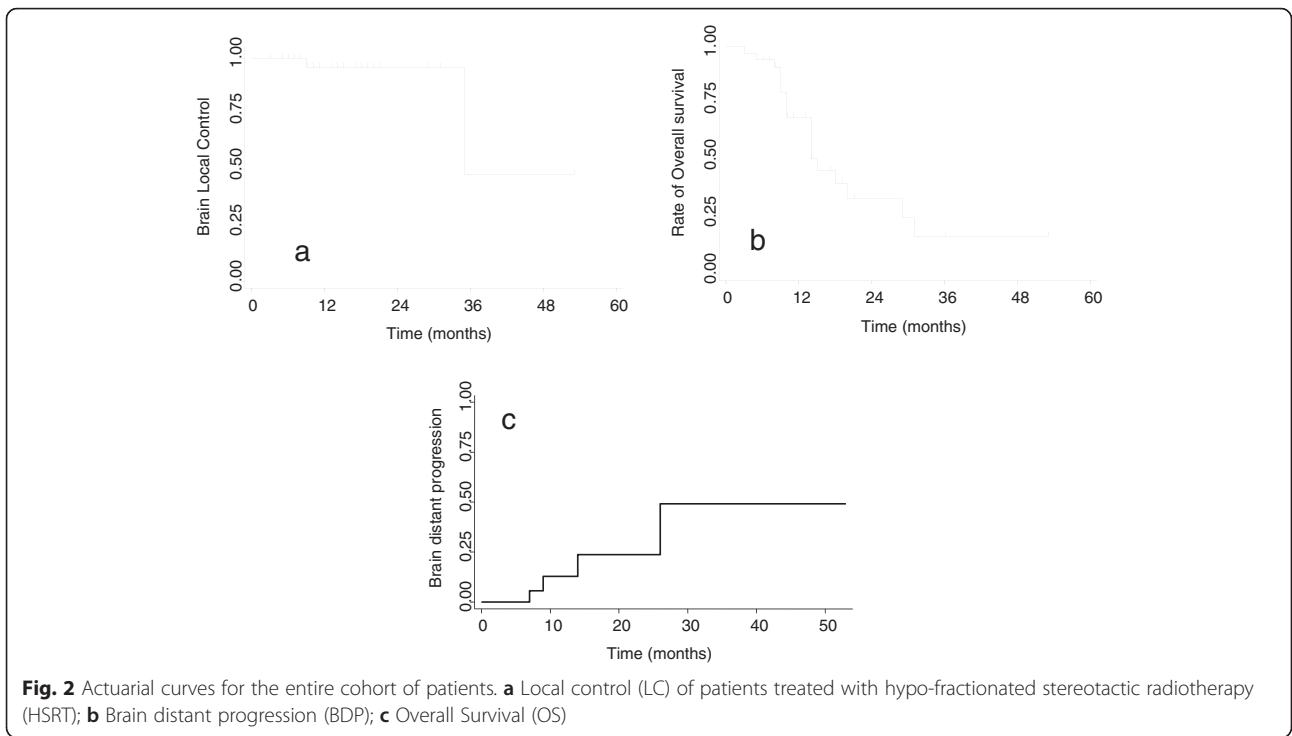 Brain Local Control
1.00
0.75
0.50
0.25
0.00
a
0 12 24 36 48 60
Time (months)
Rate of Overall survival
1.00
0.75
0.50
0.25
0.00
b
0 12 24 36 48 60
Time (months)
Brain distant progression
1.00
0.75
0.50
0.25
0.00
c
0 10 20 30 40 50
Time (months)
Fig. 2 Actuarial curves for the entire cohort of patients. a Local control (LC) of patients treated with hypo-fractionated stereotactic radiotherapy
(HSRT); b Brain distant progression (BDP); c Overall Survival (OS)